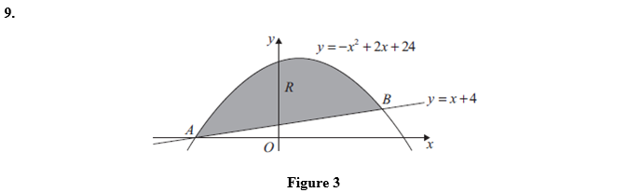 9.
y
y = −x² + 2x + 24
R
B
y = x + 4
A
O
x
Figure 3